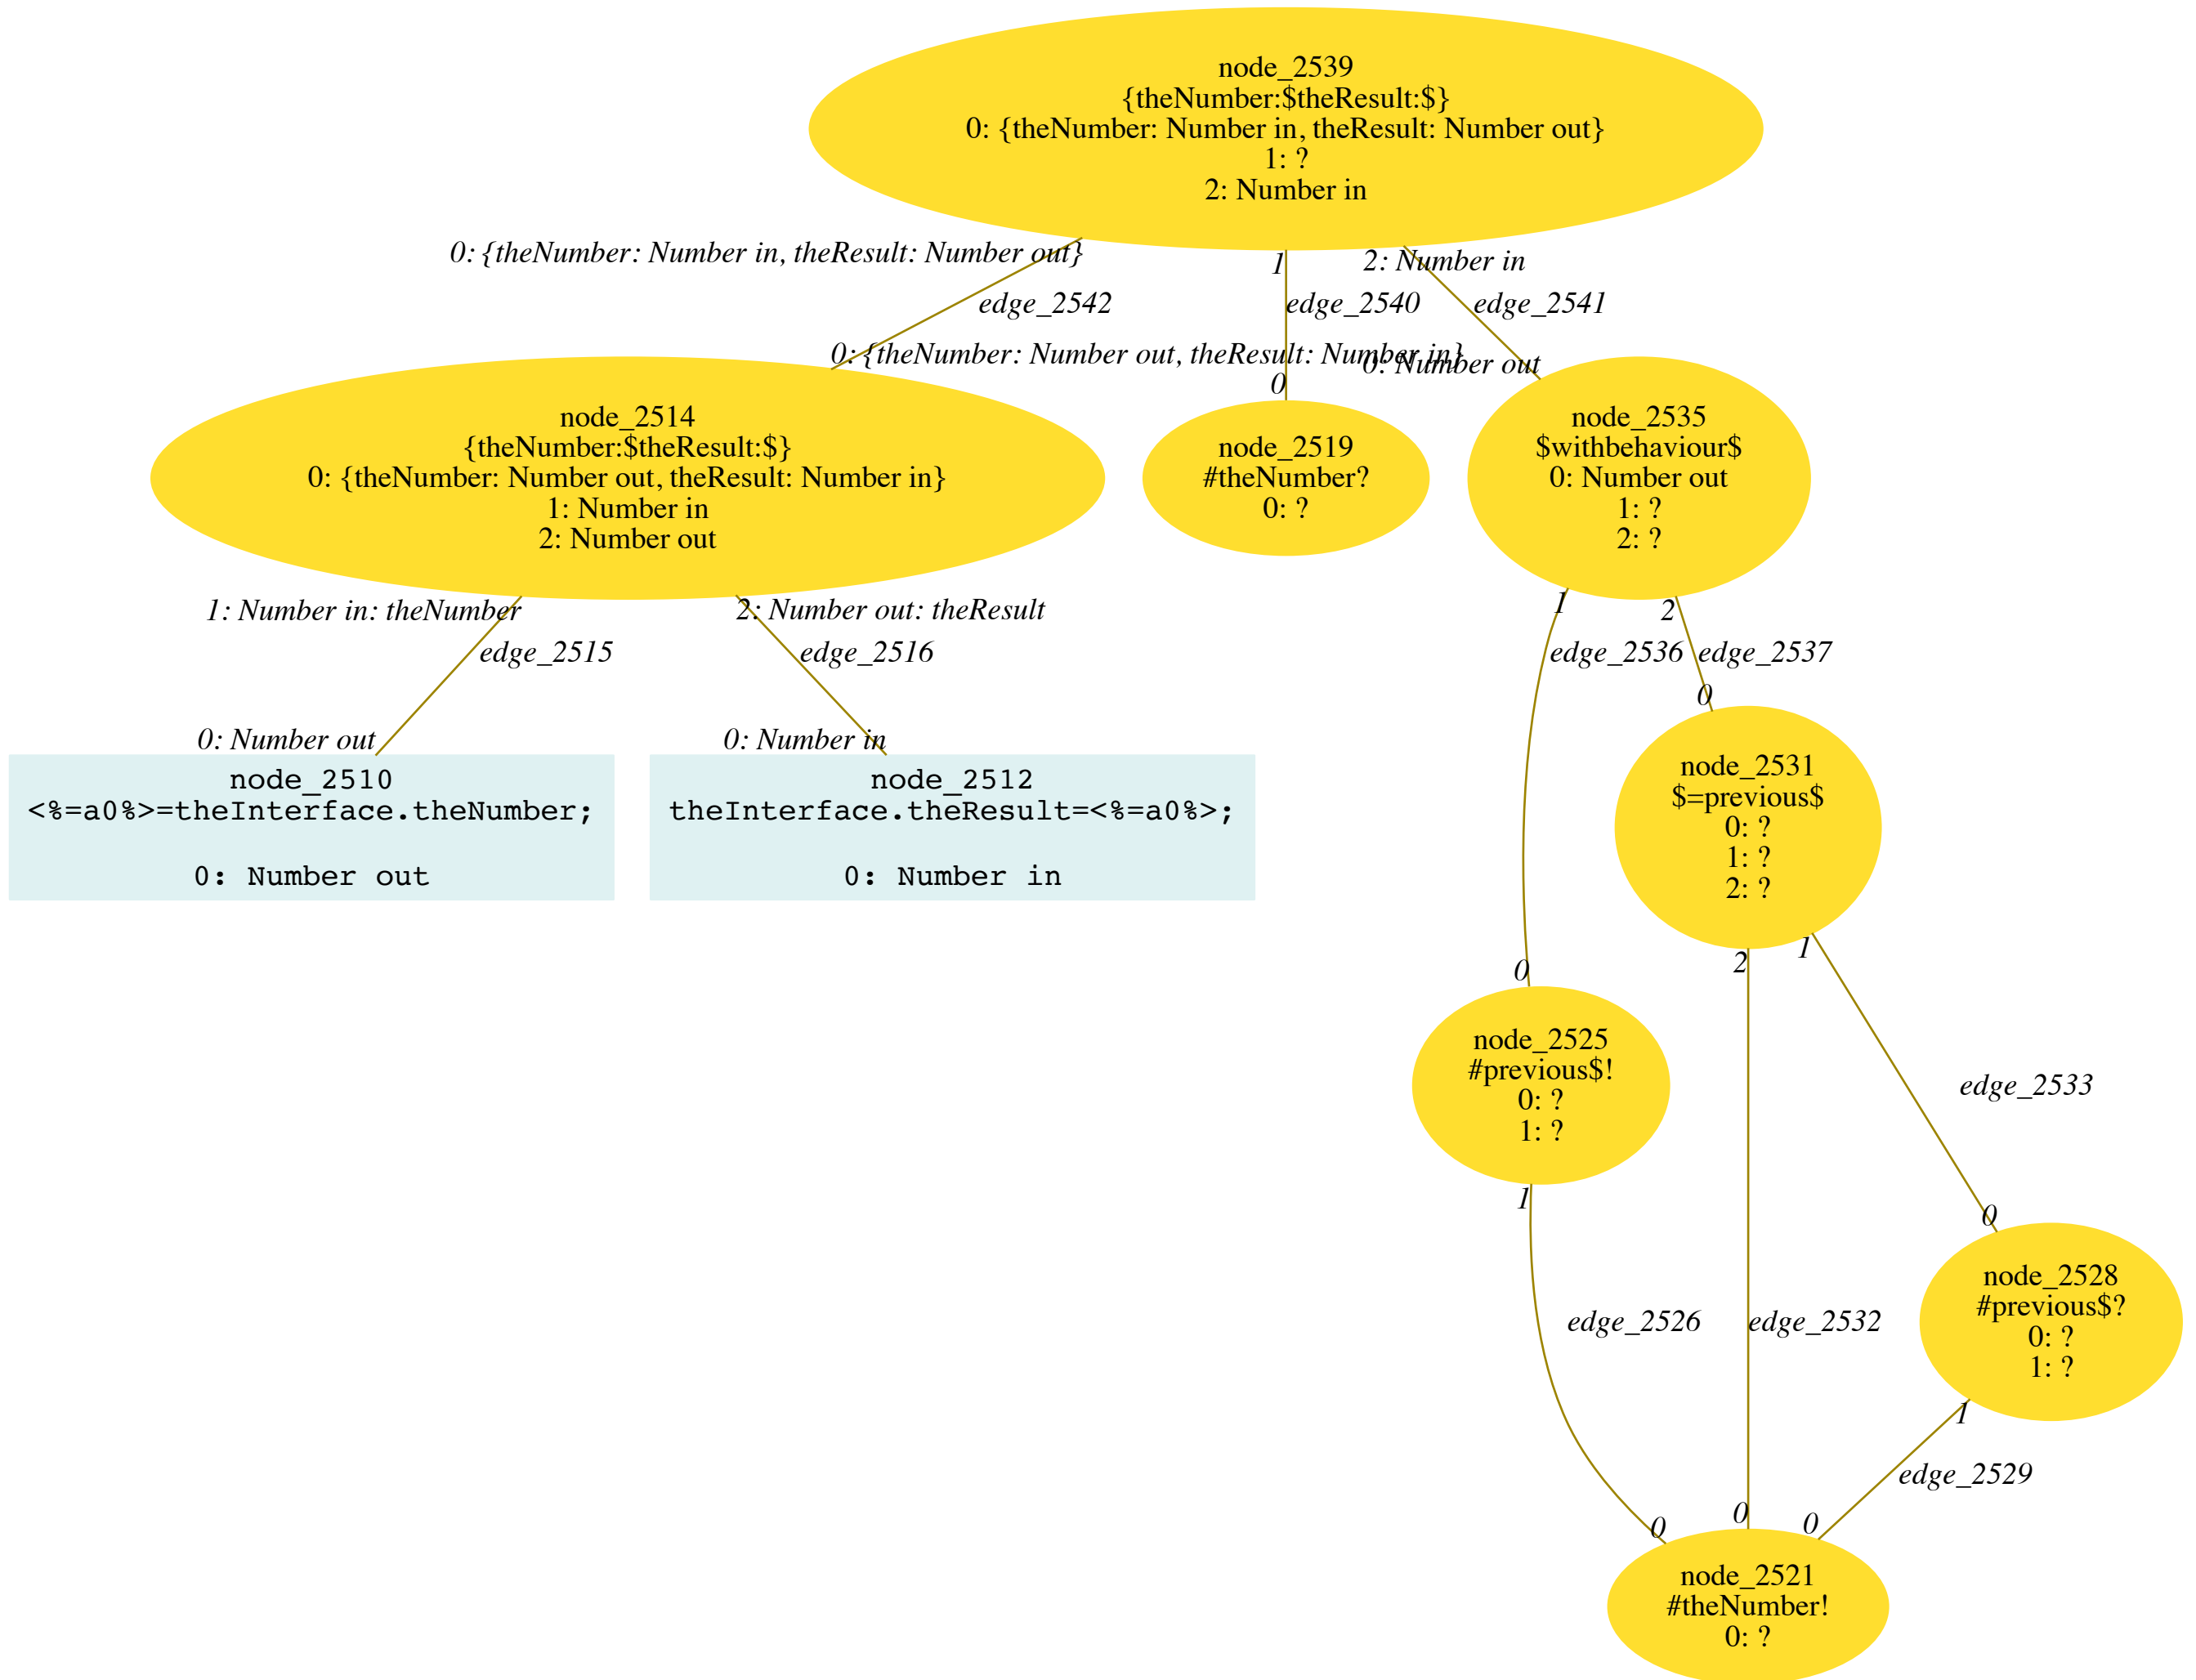 node_2539
{theNumber:$theResult:$}
0: {theNumber: Number in, theResult: Number out}
1: ?
2: Number in
0: {theNumber: Number in, theResult: Number out}
1
2: Number in
edge_2542
edge_2540
edge_2541
0: {theNumber: Number out, theResult: Number in}
0
0: Number out
node_2514
{theNumber:$theResult:$}
0: {theNumber: Number out, theResult: Number in}
1: Number in
2: Number out
node_2519
#theNumber?
0: ?
node_2535
$withbehaviour$
0: Number out
1: ?
2: ?
1: Number in: theNumber
2: Number out: theResult
1
2
edge_2515
edge_2516
edge_2536
edge_2537
0: Number out
0: Number in
0
node_2510
<%=a0%>=theInterface.theNumber;
0: Number out
node_2512
theInterface.theResult=<%=a0%>;
0: Number in
node_2531
$=previous$
0: ?
1: ?
2: ?
2
1
0
node_2525
#previous$!
0: ?
1: ?
edge_2533
1
0
node_2528
#previous$?
0: ?
1: ?
edge_2526
edge_2532
1
edge_2529
0
0
0
node_2521
#theNumber!
0: ?